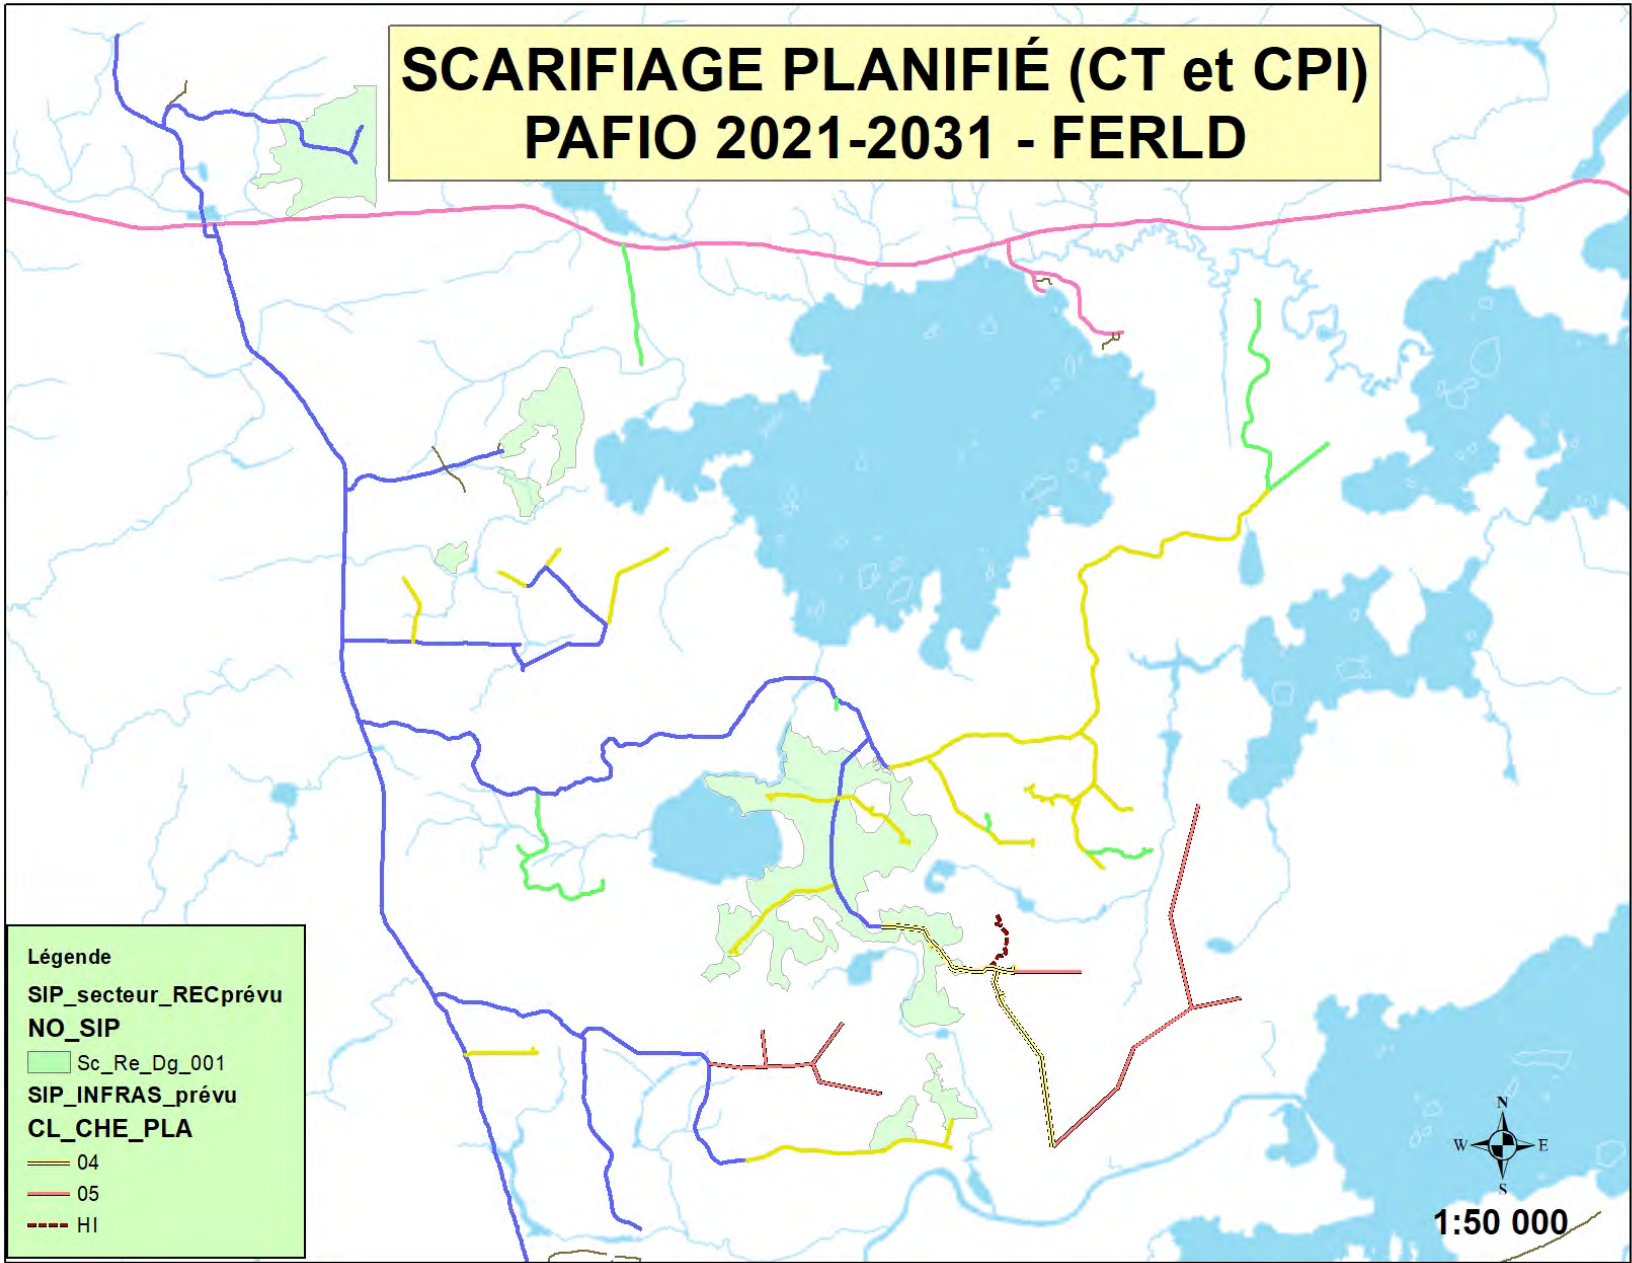 SCARIFIAGE PLANIFIÉ (CT et CPI)
PAFIO 2021-2031 - FERLD
Légende
SIP_secteur_RECprévu
NO_SIP
Sc_Re_Dg_001
SIP_INFRAS_prévu
CL_CHE_PLA
04
05
HI
N
W E
S
1:50 000